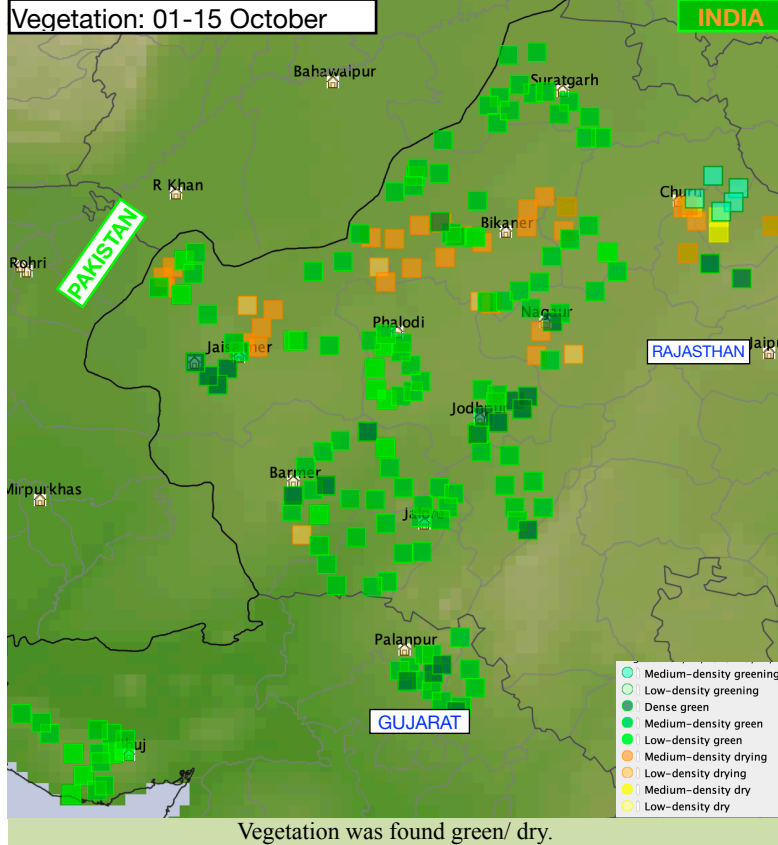 Vegetation: 01-15 October
INDIA
Bahawalpur
Suratgarh
R Khan
Churu
PAKISTAN
Bikaner
Rohri
Nagaur
Phalodi
Jaisalmer
RAJASTHAN
Jaipu
Jodhpur
Barmer
Mirpurkhas
Jalore
Palanpur
GUJARAT
Bhuj
Medium-density greening
Low-density greening
Dense green
Medium-density green
Low-density green
Medium-density drying
Low-density drying
Medium-density dry
Low-density dry
Vegetation was found green/ dry.